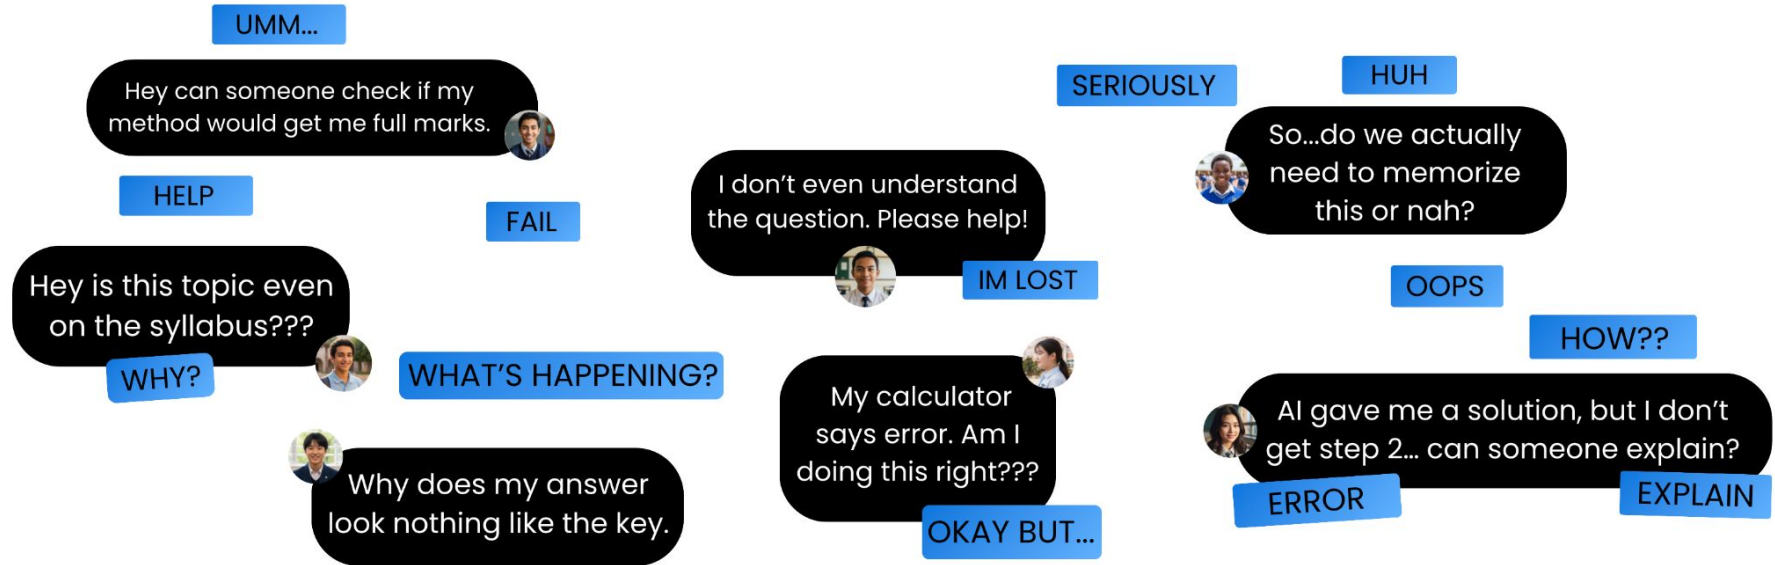 UMM...
Hey can someone check if my
method would get me full marks.
HELP
FAIL
Hey is this topic even
on the syllabus???
WHY?
WHAT'S HAPPENING?
Why does my answer
look nothing like the key.
I don't even understand
the question. Please help!
IM LOST
My calculator
says error. Am I
doing this right???
OKAY BUT...
SERIOUSLY
HUH
So...do we actually
need to memorize
this or nah?
OOPS
HOW??
AI gave me a solution, but I don't
get step 2... can someone explain?
ERROR
EXPLAIN